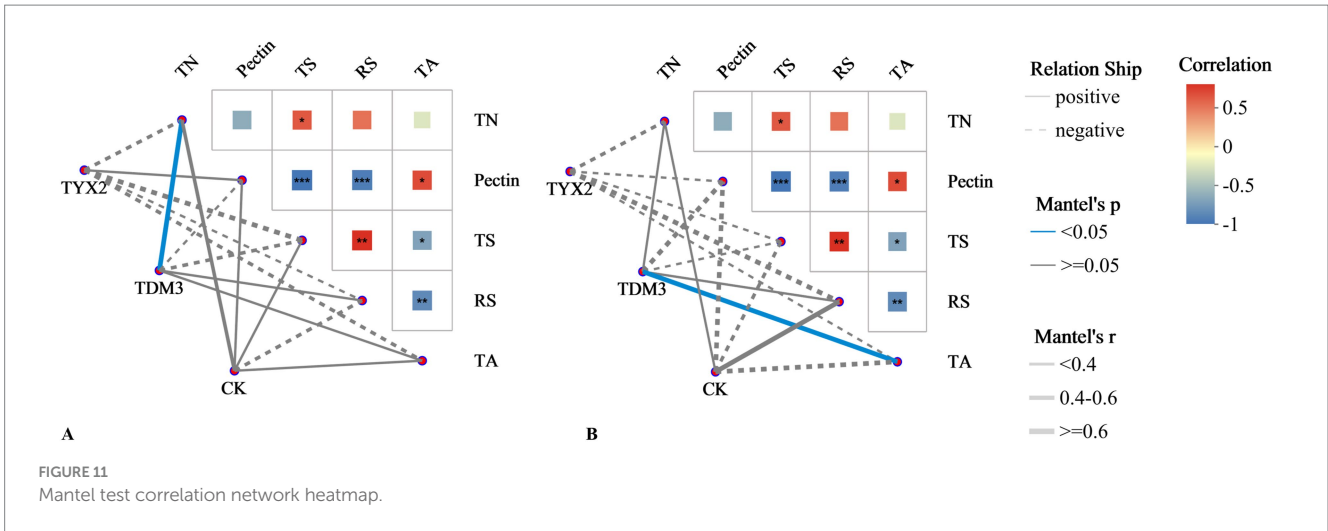 TN Pectin TS RS TA
TN
Pectin
TS
RS
TA
TYX2
TDM3
CK
* 
*** *** *
** *
**
A
TN Pectin TS RS TA
TN
Pectin
TS
RS
TA
TYX2
TDM3
CK
*
*** *** *
** *
**
B
Relation Ship
positive
negative
Mantel's p
<0.05
>=0.05
Mantel's r
<0.4
0.4-0.6
>=0.6
Correlation
0.5
0
-0.5
-1
FIGURE 11
Mantel test correlation network heatmap.